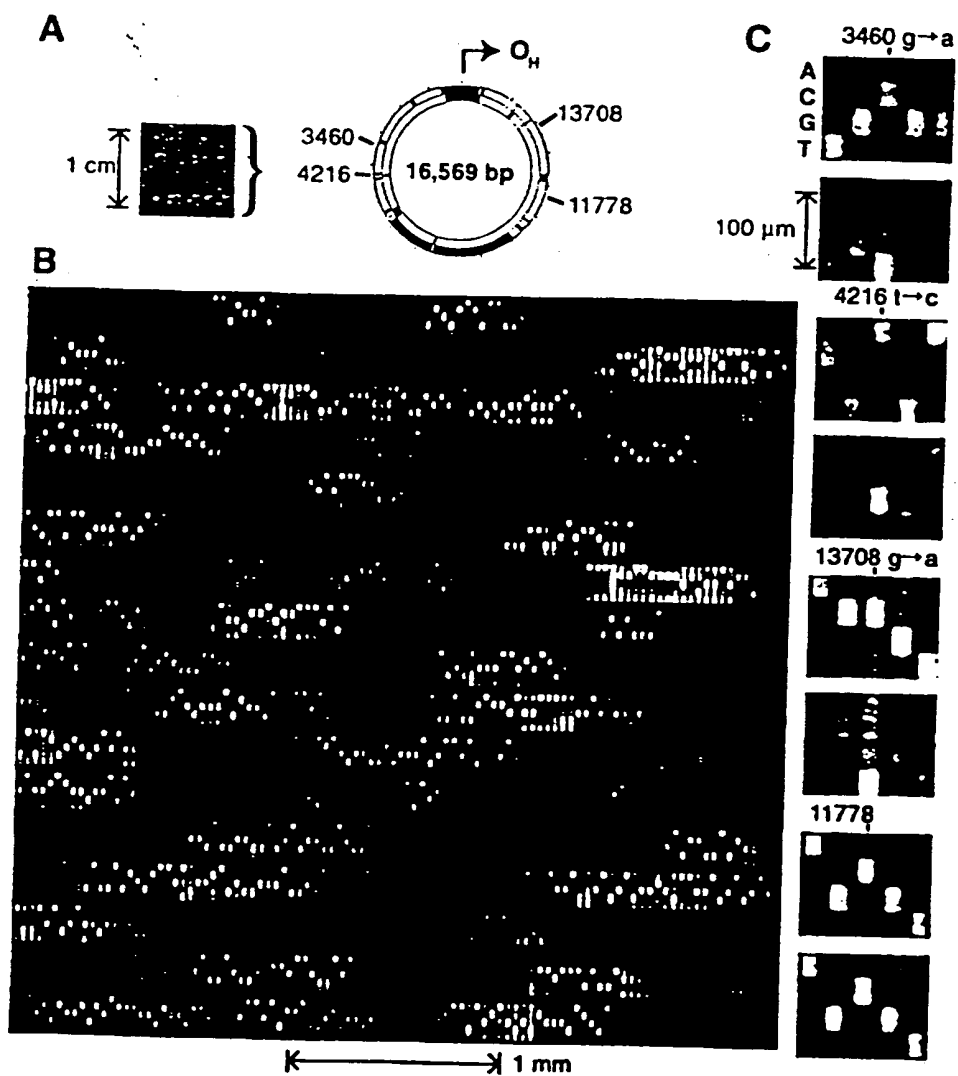 A
O_H
13708
3460
4216
16,569 bp
11778
1 cm
B
1 mm
C
3460 g→a
A
C
G
T
100 µm
4216 t→c
13708 g→a
11778